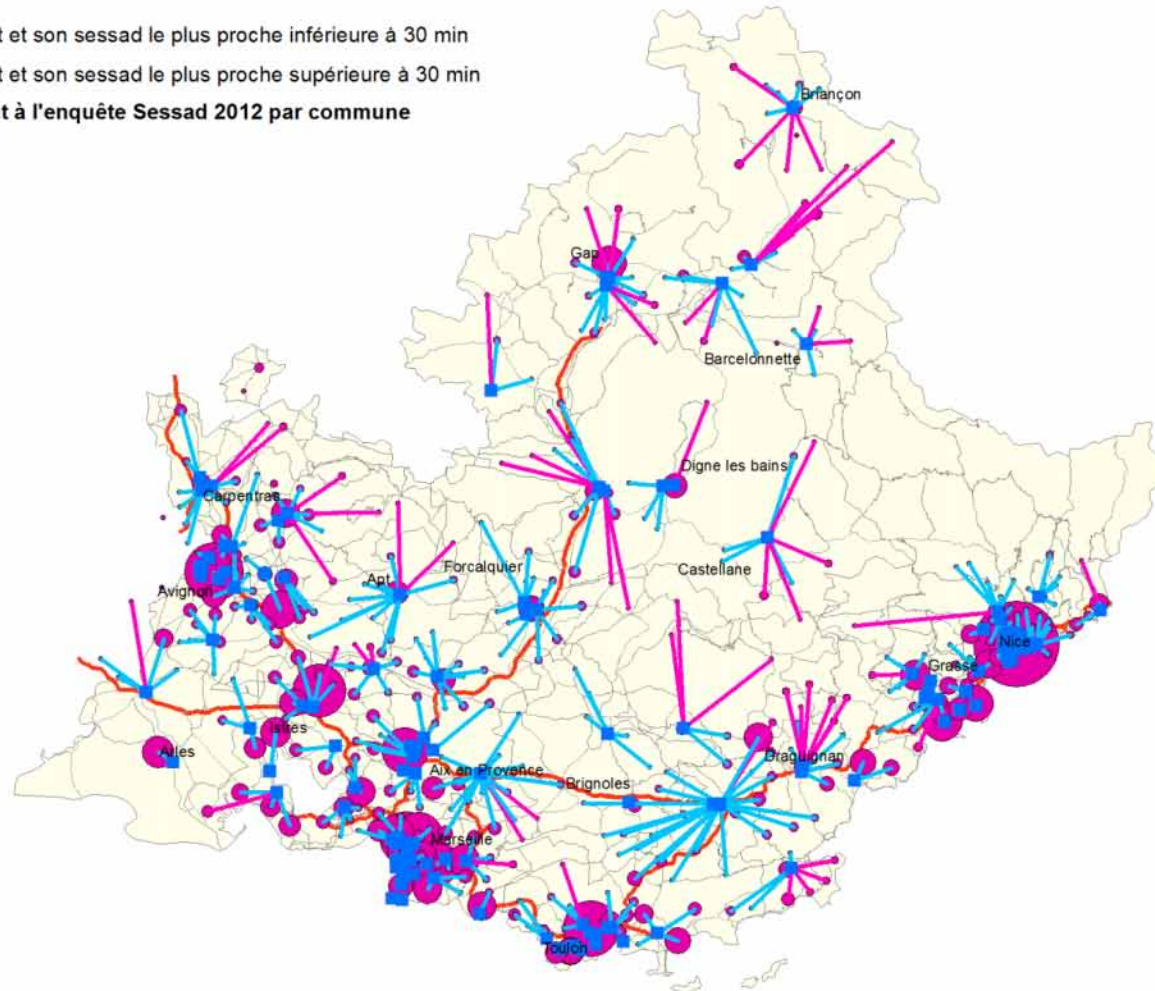 t et son sessad le plus proche inférieure à 30 min
t et son sessad le plus proche supérieure à 30 min
t à l'enquête Sessad 2012 par commune
Briançon
Gap
Barcelonnette
Digne les bains
Carpentras
Forcalquier
Apt
Castellane
Avignon
Nice
Grasse
Istres
Arles
Draguignan
Aix en Provence
Brignoles
Marseille
Toulon